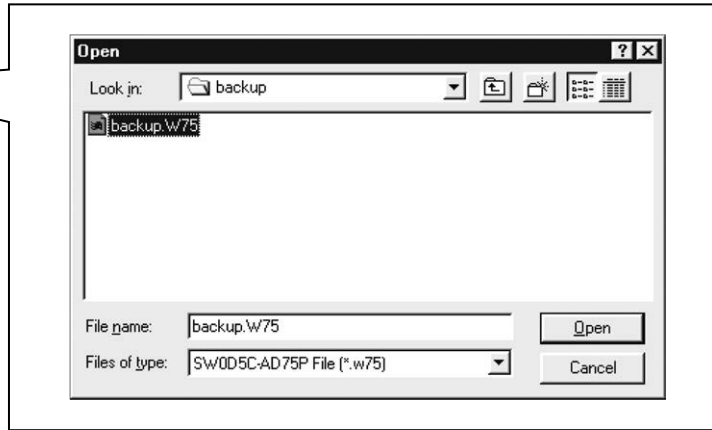 Open
Look in: backup
backup.W75
File name: backup.W75 Open
Files of type: SW0D5C-AD75P File (*.w75) Cancel